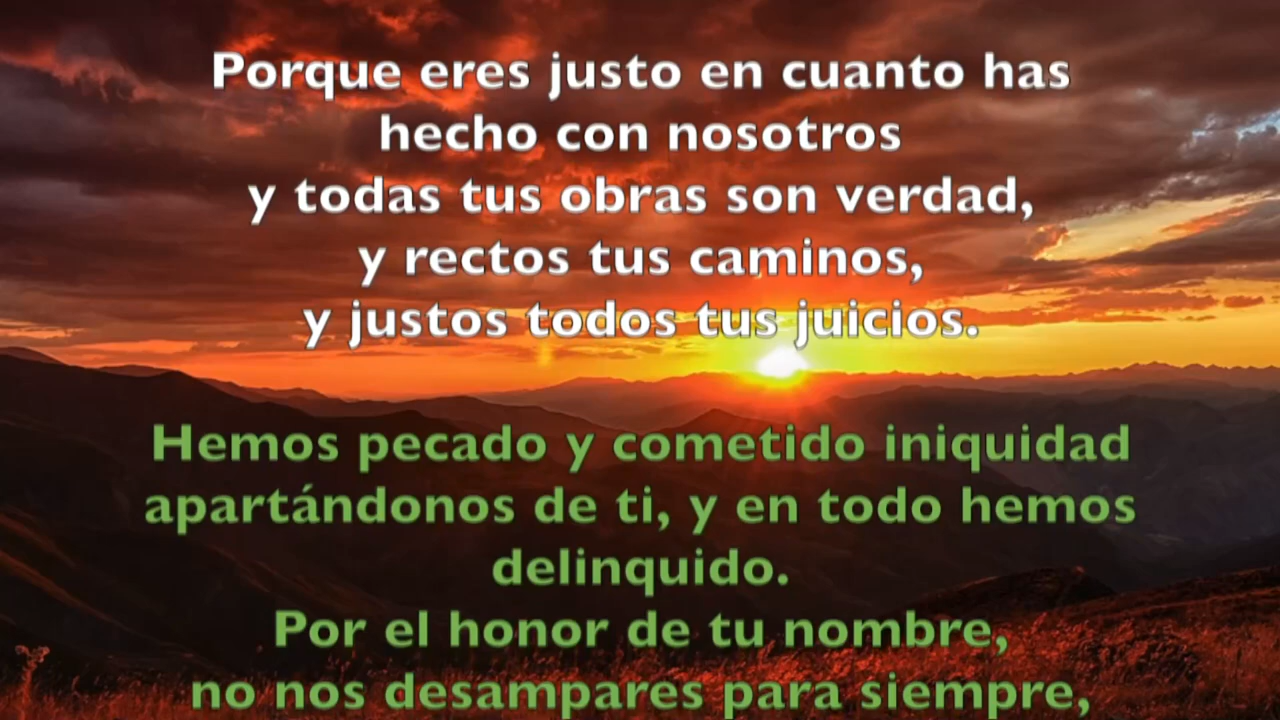 Porque eres justo en cuanto has
hecho con nosotros
y todas tus obras son verdad,
y rectos tus caminos,
y justos todos tus juicios.
Hemos pecado y cometido iniquidad
apartándonos de ti, y en todo hemos
delinquido.
Por el honor de tu nombre,
no nos desampares para siempre,